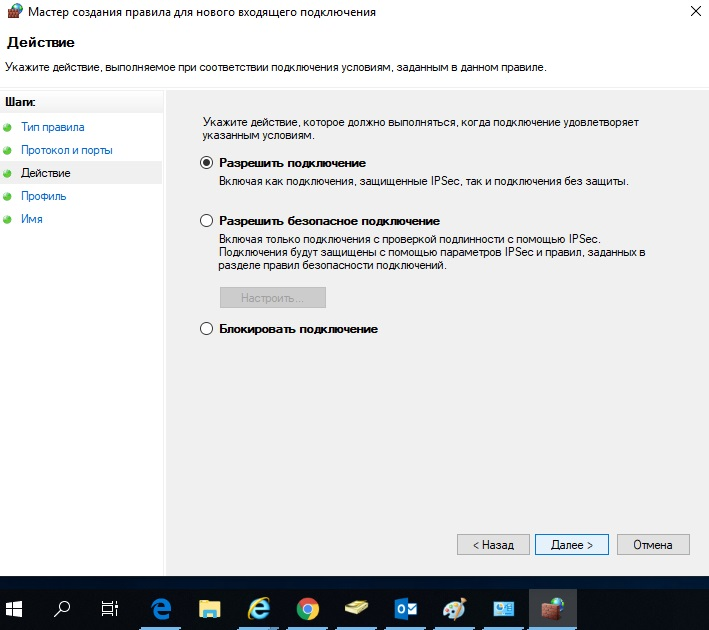 Мастер создания правила для нового входящего подключения
Действие
Укажите действие, выполняемое при соответствии подключения условиям, заданным в данном правиле.
Шаги:
Тип правила
Протокол и порты
Действие
Профиль
Имя
Укажите действие, которое должно выполняться, когда подключение удовлетворяет
указанным условиям.
Разрешить подключение
Включая как подключения, защищенные IPSec, так и подключения без защиты.
Разрешить безопасное подключение
Включая только подключения с проверкой подлинности с помощью IPSec.
Подключения будут защищены с помощью параметров IPSec и правил, заданных в
разделе правил безопасности подключений.
Настроить...
Блокировать подключение
< Назад
Далее >
Отмена